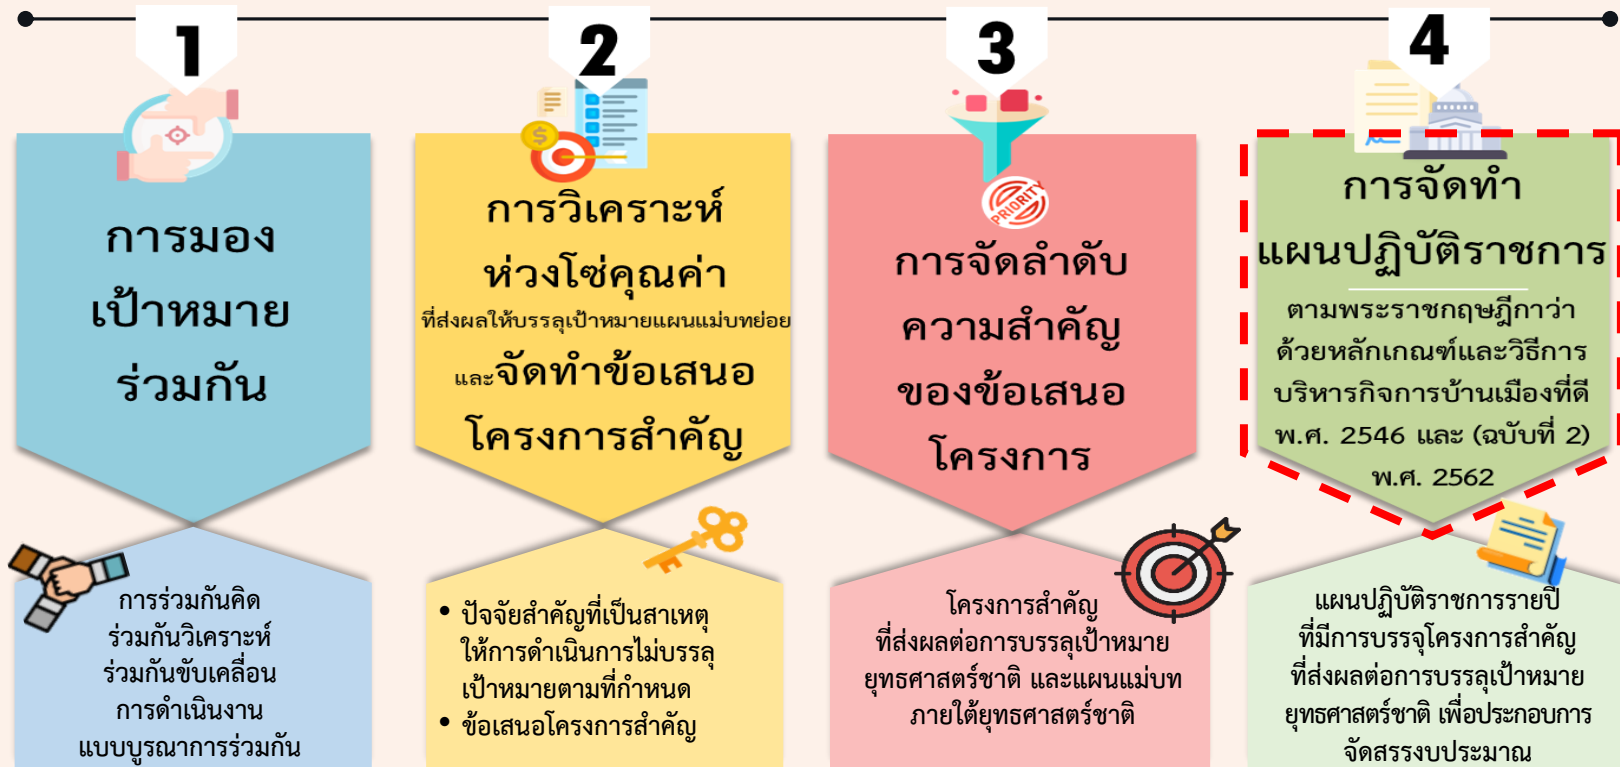 1
การมอง
เป้าหมาย
ร่วมกัน
การร่วมกันคิด
ร่วมกันวิเคราะห์
ร่วมกันขับเคลื่อน
การดำเนินงาน
แบบบูรณาการร่วมกัน
2
การวิเคราะห์
ห่วงโซ่คุณค่า
ที่ส่งผลให้บรรลุเป้าหมายแผนแม่บทย่อย
และจัดทำข้อเสนอ
โครงการสำคัญ
• ปัจจัยสำคัญที่เป็นสาเหตุ
ให้การดำเนินการไม่บรรลุ
เป้าหมายตามที่กำหนด
• ข้อเสนอโครงการสำคัญ
3
PRIORITY
การจัดลำดับ
ความสำคัญ
ของข้อเสนอ
โครงการ
โครงการสำคัญ
ที่ส่งผลต่อการบรรลุเป้าหมาย
ยุทธศาสตร์ชาติ และแผนแม่บท
ภายใต้ยุทธศาสตร์ชาติ
4
การจัดทำ
แผนปฏิบัติราชการ
ตามพระราชกฤษฎีกาว่า
ด้วยหลักเกณฑ์และวิธีการ
บริหารกิจการบ้านเมืองที่ดี
พ.ศ. 2546 และ (ฉบับที่ 2)
พ.ศ. 2562
แผนปฏิบัติราชการรายปี
ที่มีการบรรจุโครงการสำคัญ
ที่ส่งผลต่อการบรรลุเป้าหมาย
ยุทธศาสตร์ชาติ เพื่อประกอบการ
จัดสรรงบประมาณ